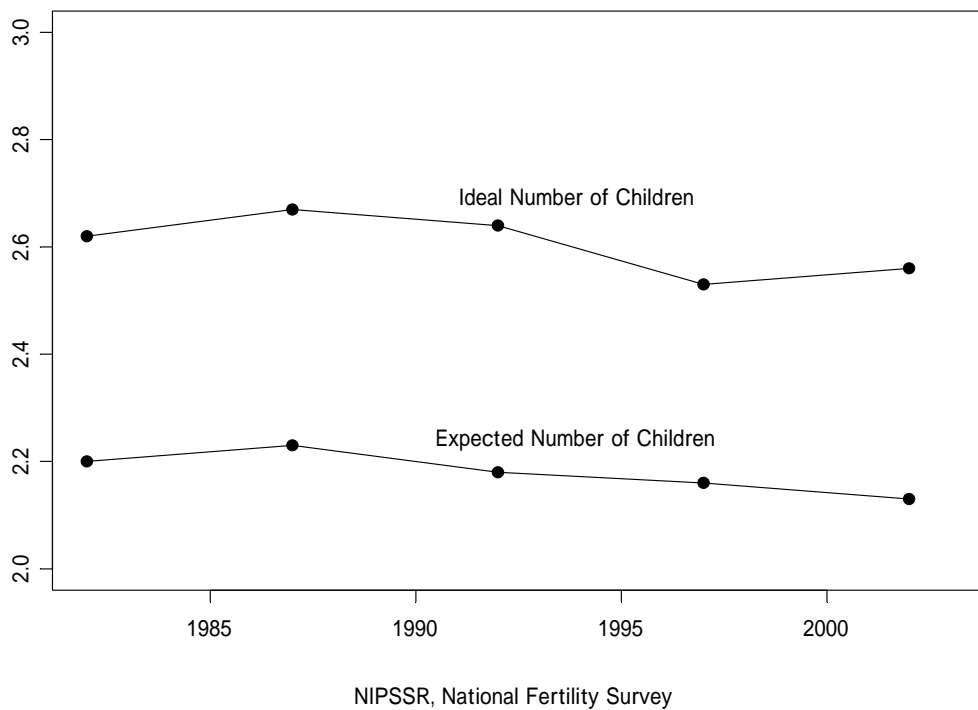 3.0
2.8
Ideal Number of Children
2.6
2.4
Expected Number of Children
2.2
2.0
1985 1990 1995 2000
NIPSSR, National Fertility Survey